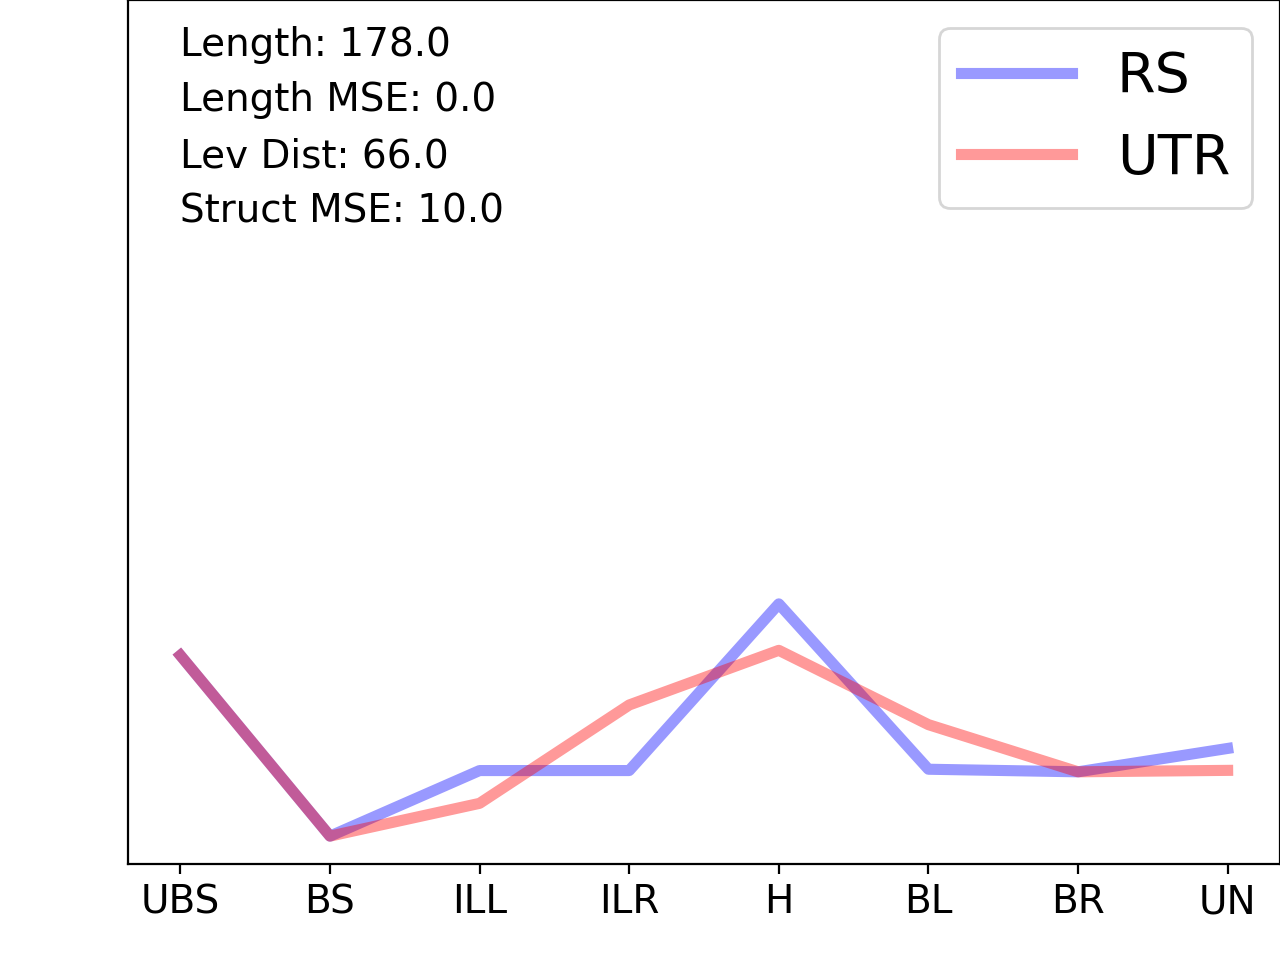 Length: 178.0
Length MSE: 0.0
Lev Dist: 66.0
Struct MSE: 10.0
RS
UTR
UBS BS ILL ILR H BL BR UN